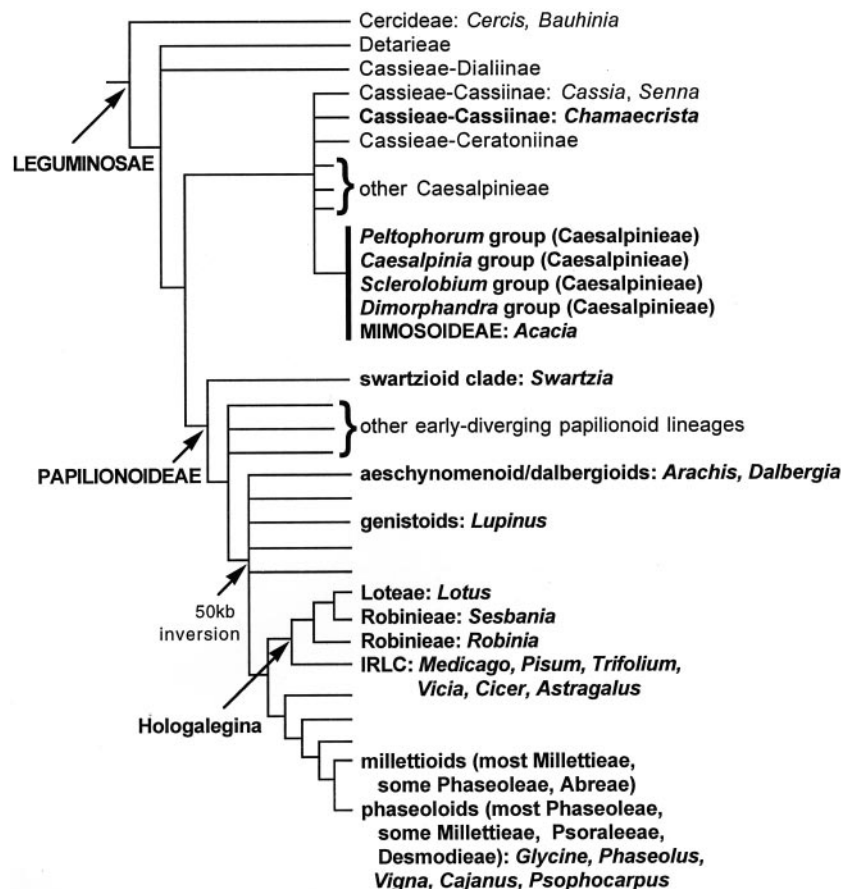 Cercideae: Cercis, Bauhinia
Detarieae
Cassieae-Dialiinae
Cassieae-Cassiinae: Cassia, Senna
Cassieae-Cassiinae: Chamaecrista
Cassieae-Ceratoniinae
LEGUMINOSAE
other Caesalpinieae
Peltophorum group (Caesalpinieae)
Caesalpinia group (Caesalpinieae)
Sclerolobium group (Caesalpinieae)
Dimorphandra group (Caesalpinieae)
MIMOSOIDEAE: Acacia
swartzioid clade: Swartzia
other early-diverging papilionoid lineages
PAPILIONOIDEAE
aeschynomenoid/dalbergioids: Arachis, Dalbergia
genistoids: Lupinus
50kb
inversion
Loteae: Lotus
Robinieae: Sesbania
Robinieae: Robinia
IRLC: Medicago, Pisum, Trifolium,
Vicia, Cicer, Astragalus
Hologalegina
millettioids (most Millettieae,
some Phaseoleae, Abreae)
phaseoloids (most Phaseoleae,
some Millettieae, Psoraleeae,
Desmodieae): Glycine, Phaseolus,
Vigna, Cajanus, Psophocarpus